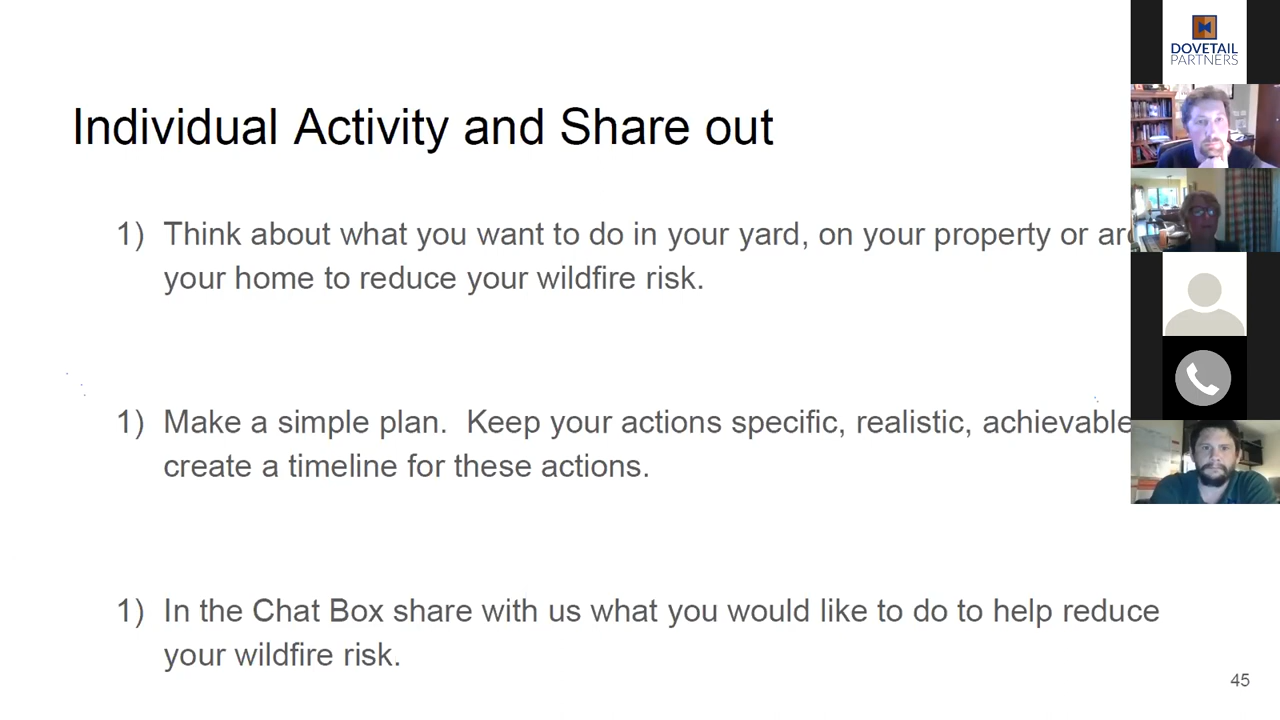 DOVETAIL
PARTNERS
Individual Activity and Share out
1) Think about what you want to do in your yard, on your property or
your home to reduce your wildfire risk.
1) Make a simple plan. Keep your actions specific, realistic, achievable
create a timeline for these actions.
1) In the Chat Box share with us what you would like to do to help reduce
your wildfire risk.
45